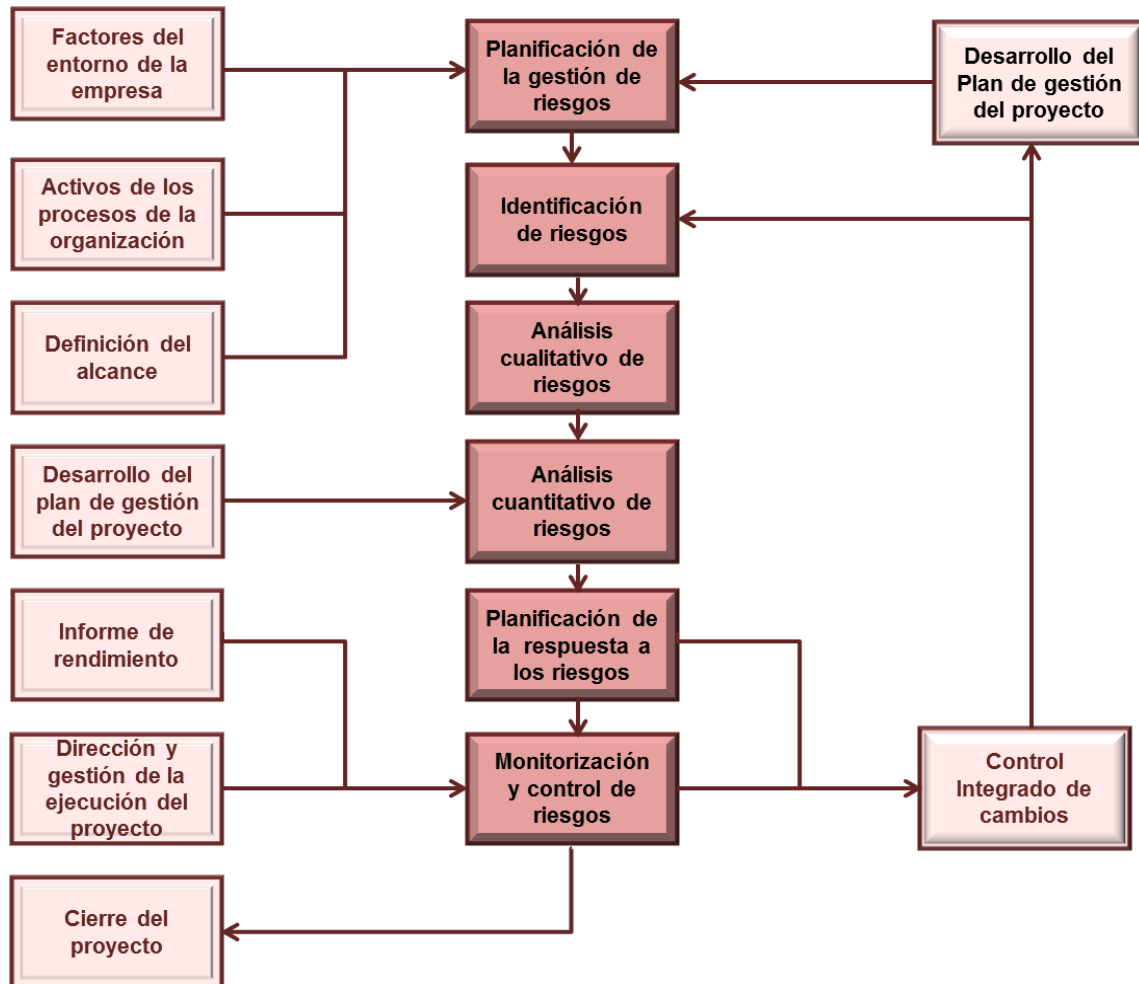 Factores del
entorno de la
empresa
Planificación de
la gestión de
riesgos
Desarrollo del
Plan de gestión
del proyecto
Activos de los
procesos de la
organización
Identificación
de riesgos
Definición del
alcance
Análisis
cualitativo de
riesgos
Desarrollo del
plan de gestión
del proyecto
Análisis
cuantitativo de
riesgos
Informe de
rendimiento
Planificación de
la respuesta a
los riesgos
Dirección y
gestión de la
ejecución del
proyecto
Monitorización
y control de
riesgos
Control
Integrado de
cambios
Cierre del
proyecto